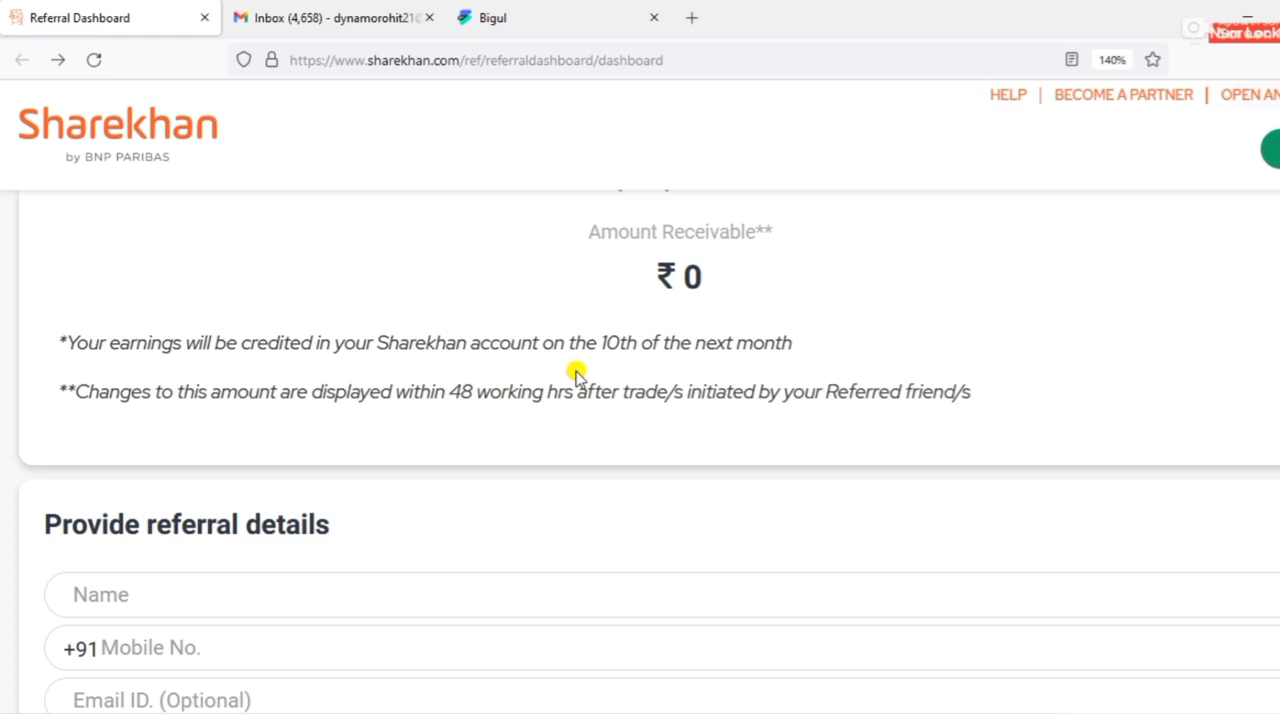 Referral Dashboard
Inbox (4,658) - dynamorohit21@
Bigul
https://www.sharekhan.com/ref/referraldashboard/dashboard
140%
HELP | BECOME A PARTNER | OPEN AN
Sharekhan
by BNP PARIBAS
Amount Receivable**
₹ 0
*Your earnings will be credited in your Sharekhan account on the 10th of the next month
**Changes to this amount are displayed within 48 working hrs after trade/s initiated by your Referred friend/s
Provide referral details
Name
+91 Mobile No.
Email ID. (Optional)